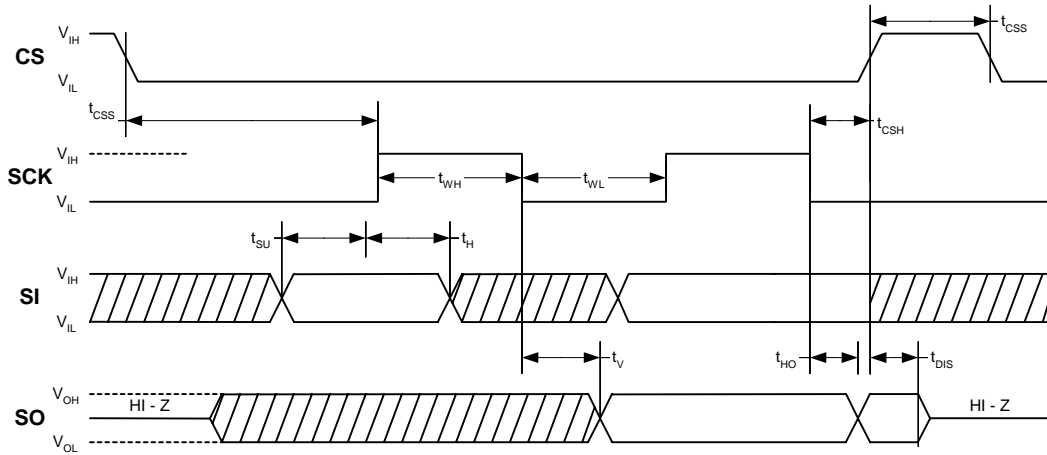 V_IH
t_CSS
CS
V_IL
t_CSS
t_CSH
V_IH
SCK
t_WH
t_WL
V_IL
t_SU
t_H
V_IH
SI
V_IL
t_V
t_HO
t_DIS
V_OH
HI - Z
HI - Z
SO
V_OL